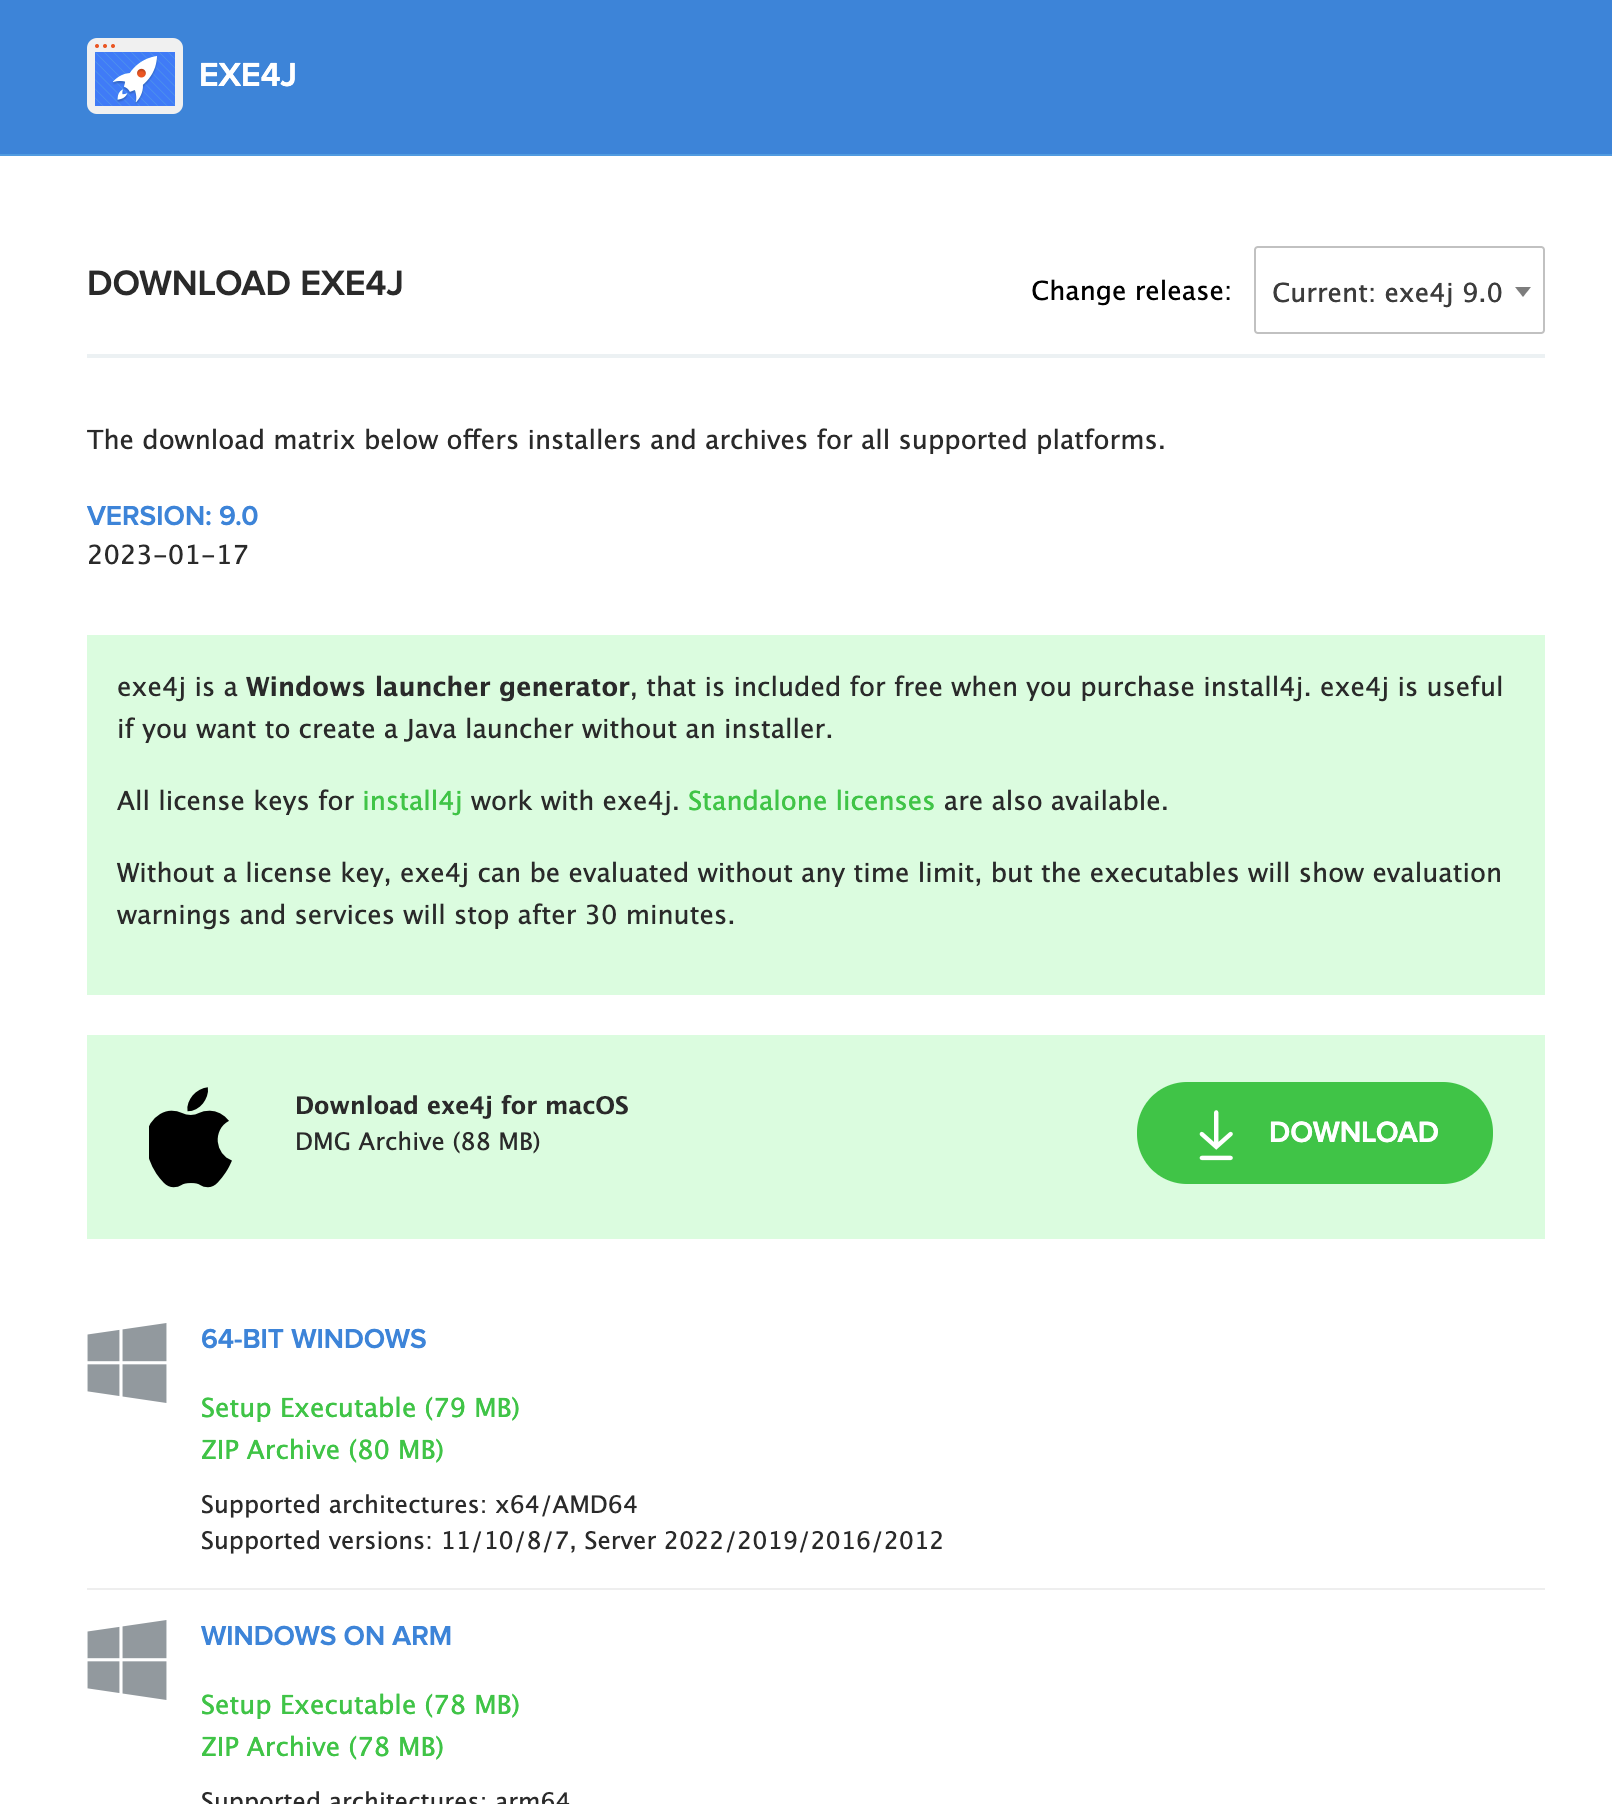 EXE4J
DOWNLOAD EXE4J
Change release:
Current: exe4j 9.0
The download matrix below offers installers and archives for all supported platforms.
VERSION: 9.0
2023-01-17
exe4j is a Windows launcher generator, that is included for free when you purchase install4j. exe4j is useful
if you want to create a Java launcher without an installer.
All license keys for install4j work with exe4j. Standalone licenses are also available.
Without a license key, exe4j can be evaluated without any time limit, but the executables will show evaluation
warnings and services will stop after 30 minutes.
Download exe4j for macOS
DMG Archive (88 MB)
DOWNLOAD
64-BIT WINDOWS
Setup Executable (79 MB)
ZIP Archive (80 MB)
Supported architectures: x64/AMD64
Supported versions: 11/10/8/7, Server 2022/2019/2016/2012
WINDOWS ON ARM
Setup Executable (78 MB)
ZIP Archive (78 MB)
Supported architectures: arm64